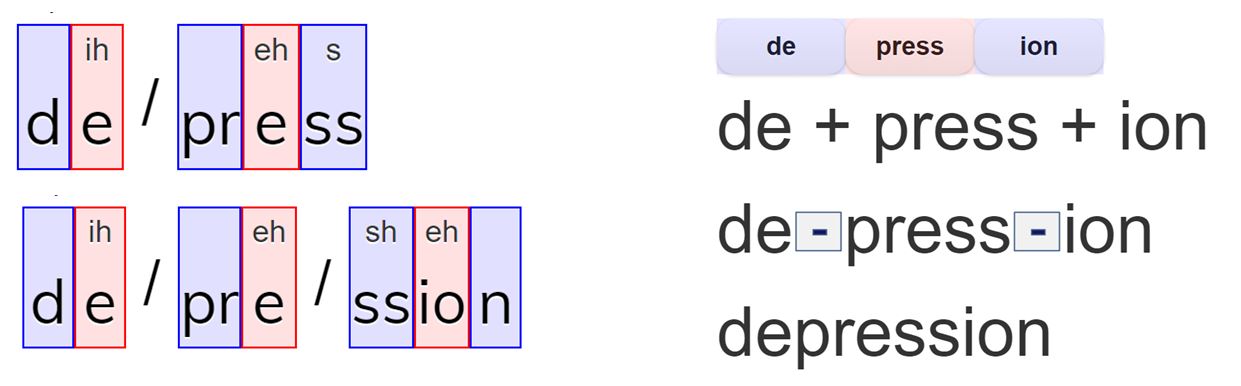 ih eh s
d e / pr e ss
ih eh sh eh
d e / pr e / ss io n
de press ion
de + press + ion
de - press - ion
depression